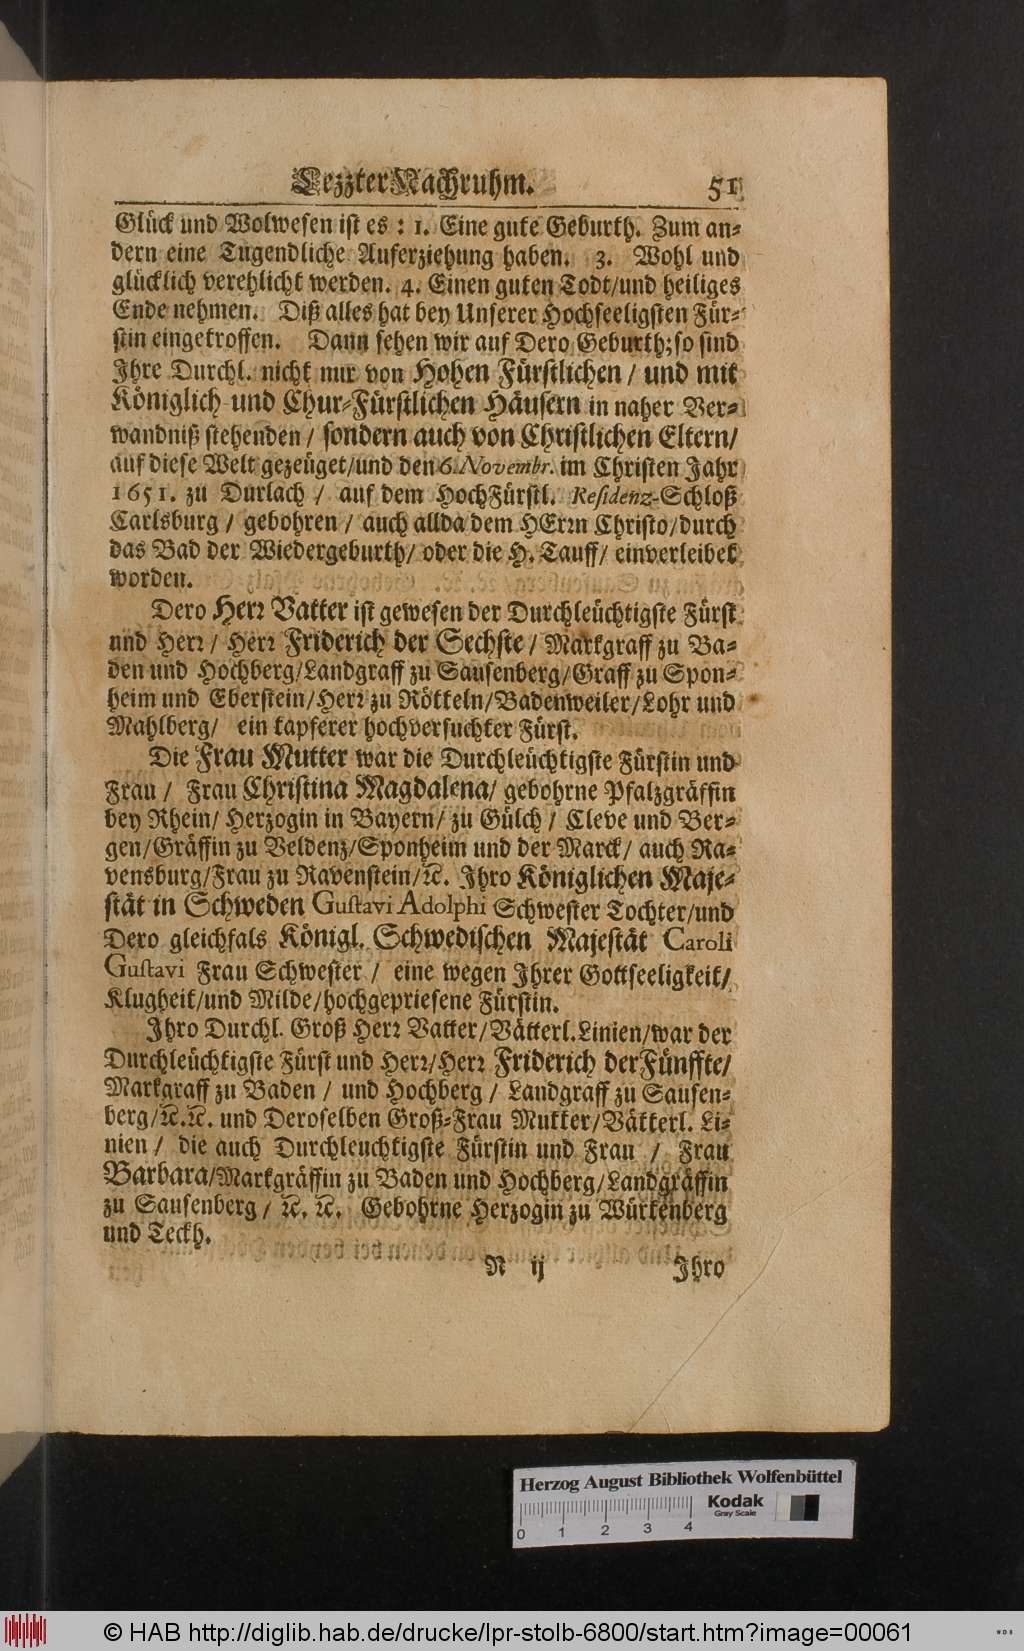 Lezzter Nachruhm. 51
Glück und Wolwesen ist es : 1. Eine gute Geburth. Zum an-
dern eine Tugendliche Auferziehung haben. 3. Wohl und
glücklich verehlicht werden. 4. Einen guten Todt/und heiliges
Ende nehmen. Diß alles hat bey Unserer Hochseeligsten Für-
stin eingetroffen. Dann sehen wir auf Dero Geburth; so sind
Ihre Durchl. nicht nur von Hohen Fürstlichen / und mit
Königlich und Chur-Fürstlichen Häusern in naher Ver-
wandniß stehenden / sondern auch von Christlichen Eltern/
auf diese Welt gezeüget/und den 6. Novembr. im Christen Jahr
1651. zu Durlach / auf dem HochFürstl. Residenz-Schloß
Carlsburg / gebohren / auch allda dem HErrn Christo/durch
das Bad der Wiedergeburth/ oder die H. Tauff/ einverleibet
worden.
Dero Herr Vatter ist gewesen der Durchleüchtigste Fürst
und Herr / Herr Friderich der Sechste / Markgraff zu Ba-
den und Hochberg/Landgraff zu Sausenberg/Graff zu Spon-
heim und Eberstein/Herr zu Rötteln/Badenweiler/Lohr und
Mahlberg/ ein tapferer hochversuchter Fürst.
Die Frau Mutter war die Durchleüchtigste Fürstin und
Frau / Frau Christina Magdalena/ gebohrne Pfalzgräffin
bey Rhein/ Herzogin in Bayern/ zu Gülch / Cleve und Ber-
gen/Gräffin zu Veldenz/Sponheim und der Marck/ auch Ra-
vensburg/Frau zu Ravenstein/ꝛc. Ihro Königlichen Maje-
stät in Schweden Gustavi Adolphi Schwester Tochter/und
Dero gleichfals Königl. Schwedischen Majestät Caroli
Gustavi Frau Schwester / eine wegen Ihrer Gottseeligkeit/
Klugheit/und Milde/hochgepriesene Fürstin.
Ihro Durchl. Groß Herr Vatter/Vätterl.Linien/war der
Durchleüchtigste Fürst und Herr/Herr Friderich der Fünffte/
Markgraff zu Baden / und Hochberg / Landgraff zu Sausen-
berg/ꝛc.ꝛc. und Deroselben Groß-Frau Mutter/Vätterl. Li-
nien / die auch Durchleuchtigste Fürstin und Frau / Frau
Barbara/Markgräffin zu Baden und Hochberg/Landgräffin
zu Sausenberg / ꝛc. ꝛc. Gebohrne Herzogin zu Würtenberg
und Teckh.
N ij Ihro
Herzog August Bibliothek Wolfenbüttel
0 1 2 3 4 Kodak
Gray Scale
© HAB http://diglib.hab.de/drucke/lpr-stolb-6800/start.htm?image=00061
WDB